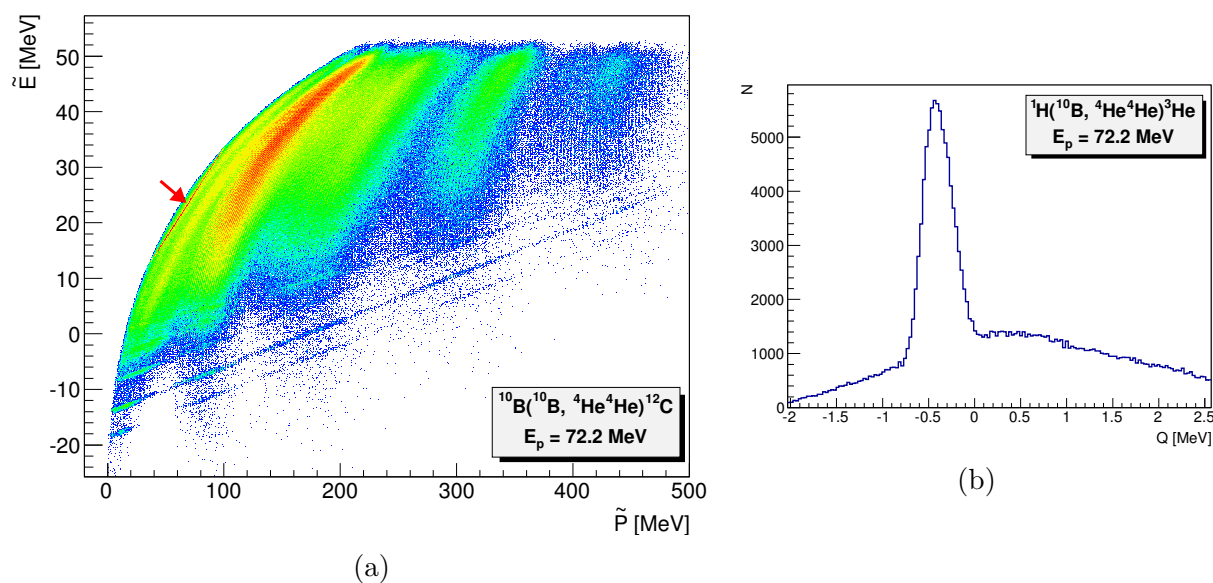 Ẽ [MeV]
50
40
30
20
10
0
-10
-20
¹⁰B(¹⁰B, ⁴He⁴He)¹²C
E_p = 72.2 MeV
0 100 200 300 400 500
P̃ [MeV]
(a)
N
5000
4000
3000
2000
1000
0
¹H(¹⁰B, ⁴He⁴He)³He
E_p = 72.2 MeV
-2 -1.5 -1 -0.5 0 0.5 1 1.5 2 2.5
Q [MeV]
(b)